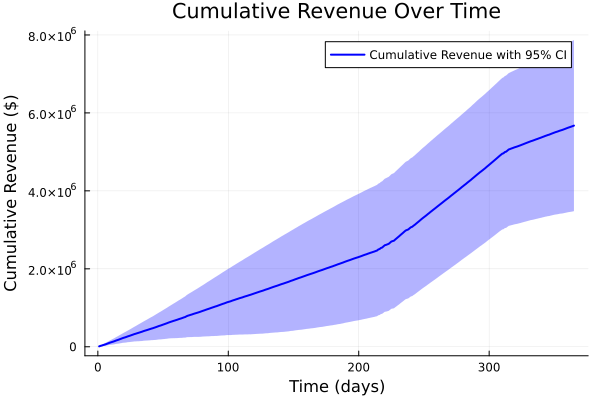 Cumulative Revenue Over Time
Cumulative Revenue with 95% CI
Cumulative Revenue ($)
8.0×10⁶
6.0×10⁶
4.0×10⁶
2.0×10⁶
0
0 100 200 300
Time (days)